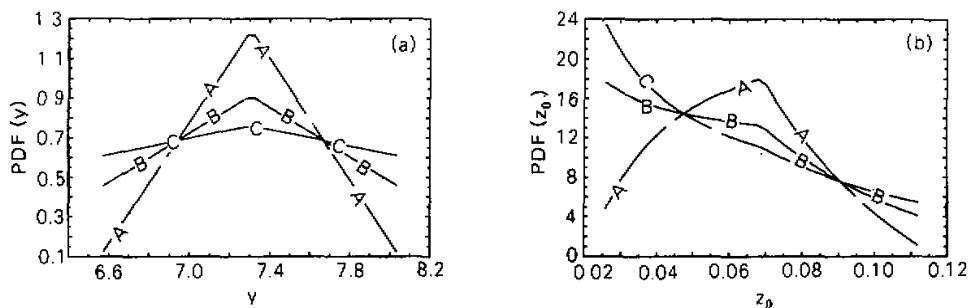 1.3
1.1
0.9
0.7
0.5
0.3
0.1
PDF (y)
(a)
A
A
A
A
B
B
B
B
C
C
C
6.6
7.0
7.4
7.8
8.2
y
24
20
16
12
8
4
0
PDF (z₀)
(b)
C
B
B
B
B
A
A
A
0.02
0.04
0.06
0.08
0.10
0.12
z₀